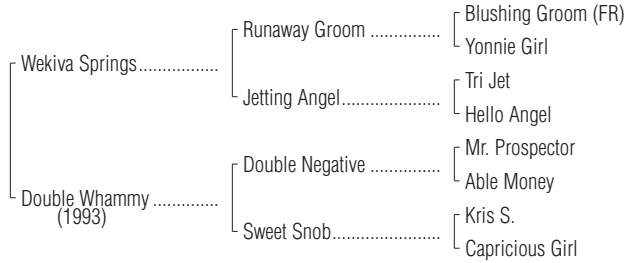 Blushing Groom (FR)
Runaway Groom ................
Yonnie Girl
Wekiva Springs................
Tri Jet
Jetting Angel....................
Hello Angel
Mr. Prospector
Double Negative ..............
Able Money
Double Whammy .............
(1993)
Kris S.
Sweet Snob......................
Capricious Girl